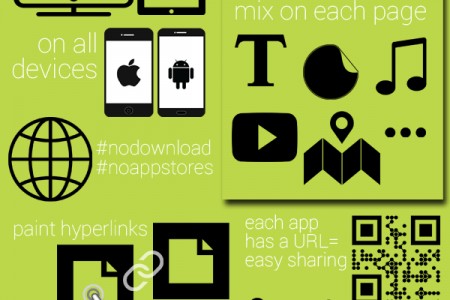 mix on each page
on all
devices
T
#nodownload
#noappstores
paint hyperlinks
each app
has a URL=
easy sharing